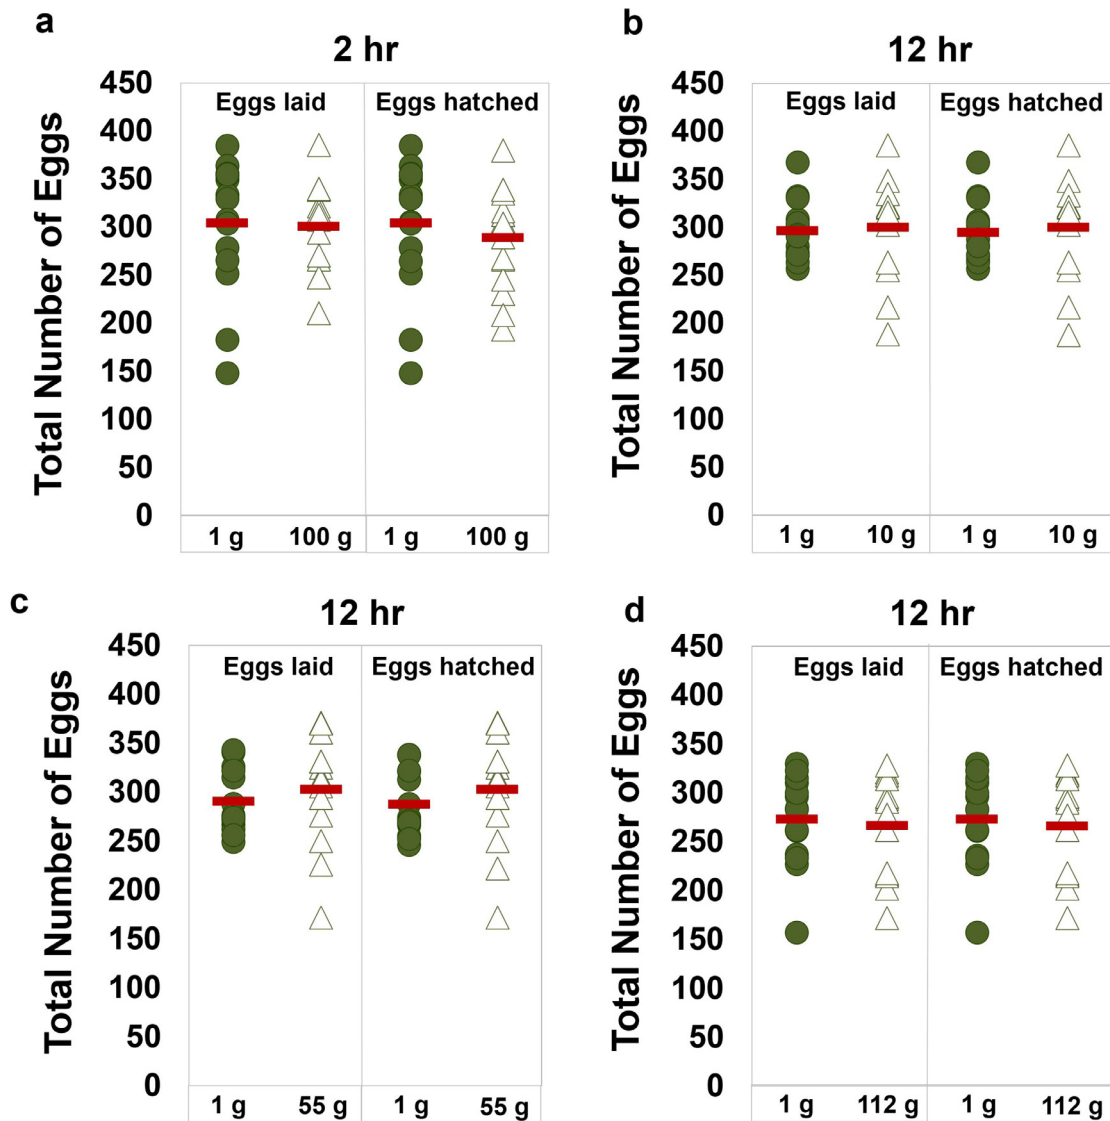 a
2 hr
Total Number of Eggs
450
400
350
300
250
200
150
100
50
0
Eggs laid
Eggs hatched
1 g
100 g
1 g
100 g
b
12 hr
Total Number of Eggs
450
400
350
300
250
200
150
100
50
0
Eggs laid
Eggs hatched
1 g
10 g
1 g
10 g
c
12 hr
Total Number of Eggs
450
400
350
300
250
200
150
100
50
0
Eggs laid
Eggs hatched
1 g
55 g
1 g
55 g
d
12 hr
Total Number of Eggs
450
400
350
300
250
200
150
100
50
0
Eggs laid
Eggs hatched
1 g
112 g
1 g
112 g